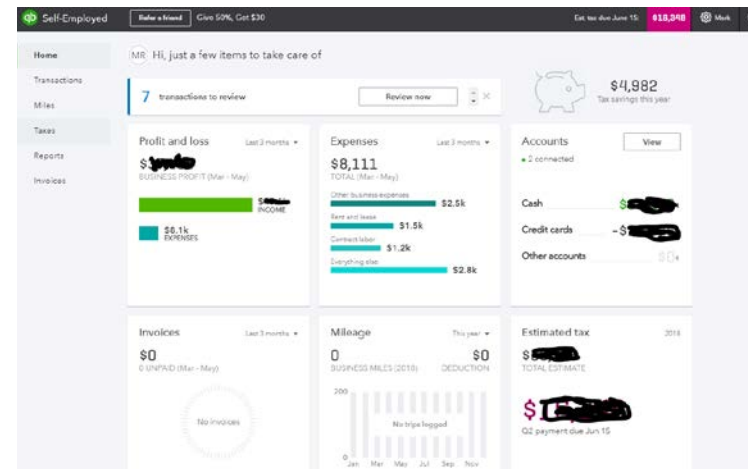 qb Self-Employed
Refer a friend Give 50%, Get $30
Est. tax due June 15: $18,348 Mark
Home
Transactions
Miles
Taxes
Reports
Invoices
MR Hi, just a few items to take care of
7 transactions to review Review now
$4,982
Tax savings this year
Profit and loss Last 3 months
$
BUSINESS PROFIT (Mar - May)
$
INCOME
$8.1k
EXPENSES
Expenses Last 3 months
$8,111
TOTAL (Mar - May)
Other business expenses
$2.5k
Rent and lease
$1.5k
Contract labor
$1.2k
Everything else
$2.8k
Accounts View
2 connected
Cash $
Credit cards -$
Other accounts $0
Invoices Last 3 months
$0
0 UNPAID (Mar - May)
No invoices
Mileage This year
0 $0
BUSINESS MILES (2018) DEDUCTION
200
No trips logged
0
Jan Mar May Jul Sep Nov
Estimated tax 2018
$
TOTAL ESTIMATE
$
Q2 payment due Jun 15